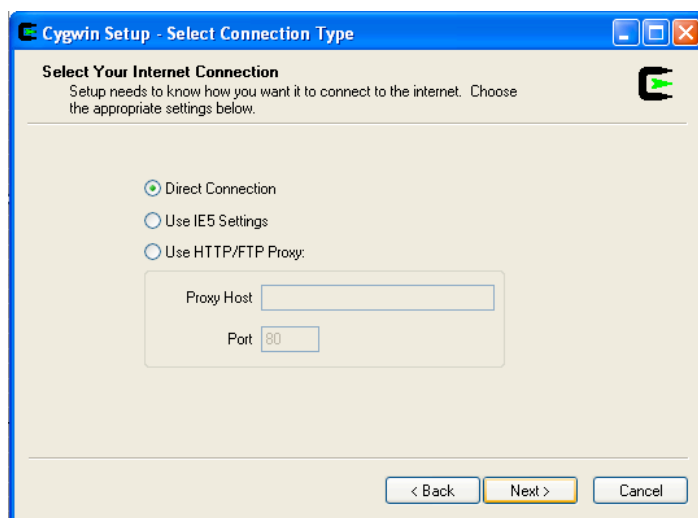 Cygwin Setup - Select Connection Type
Select Your Internet Connection
Setup needs to know how you want it to connect to the internet. Choose
the appropriate settings below.
Direct Connection
Use IE5 Settings
Use HTTP/FTP Proxy:
Proxy Host
Port 80
< Back Next > Cancel